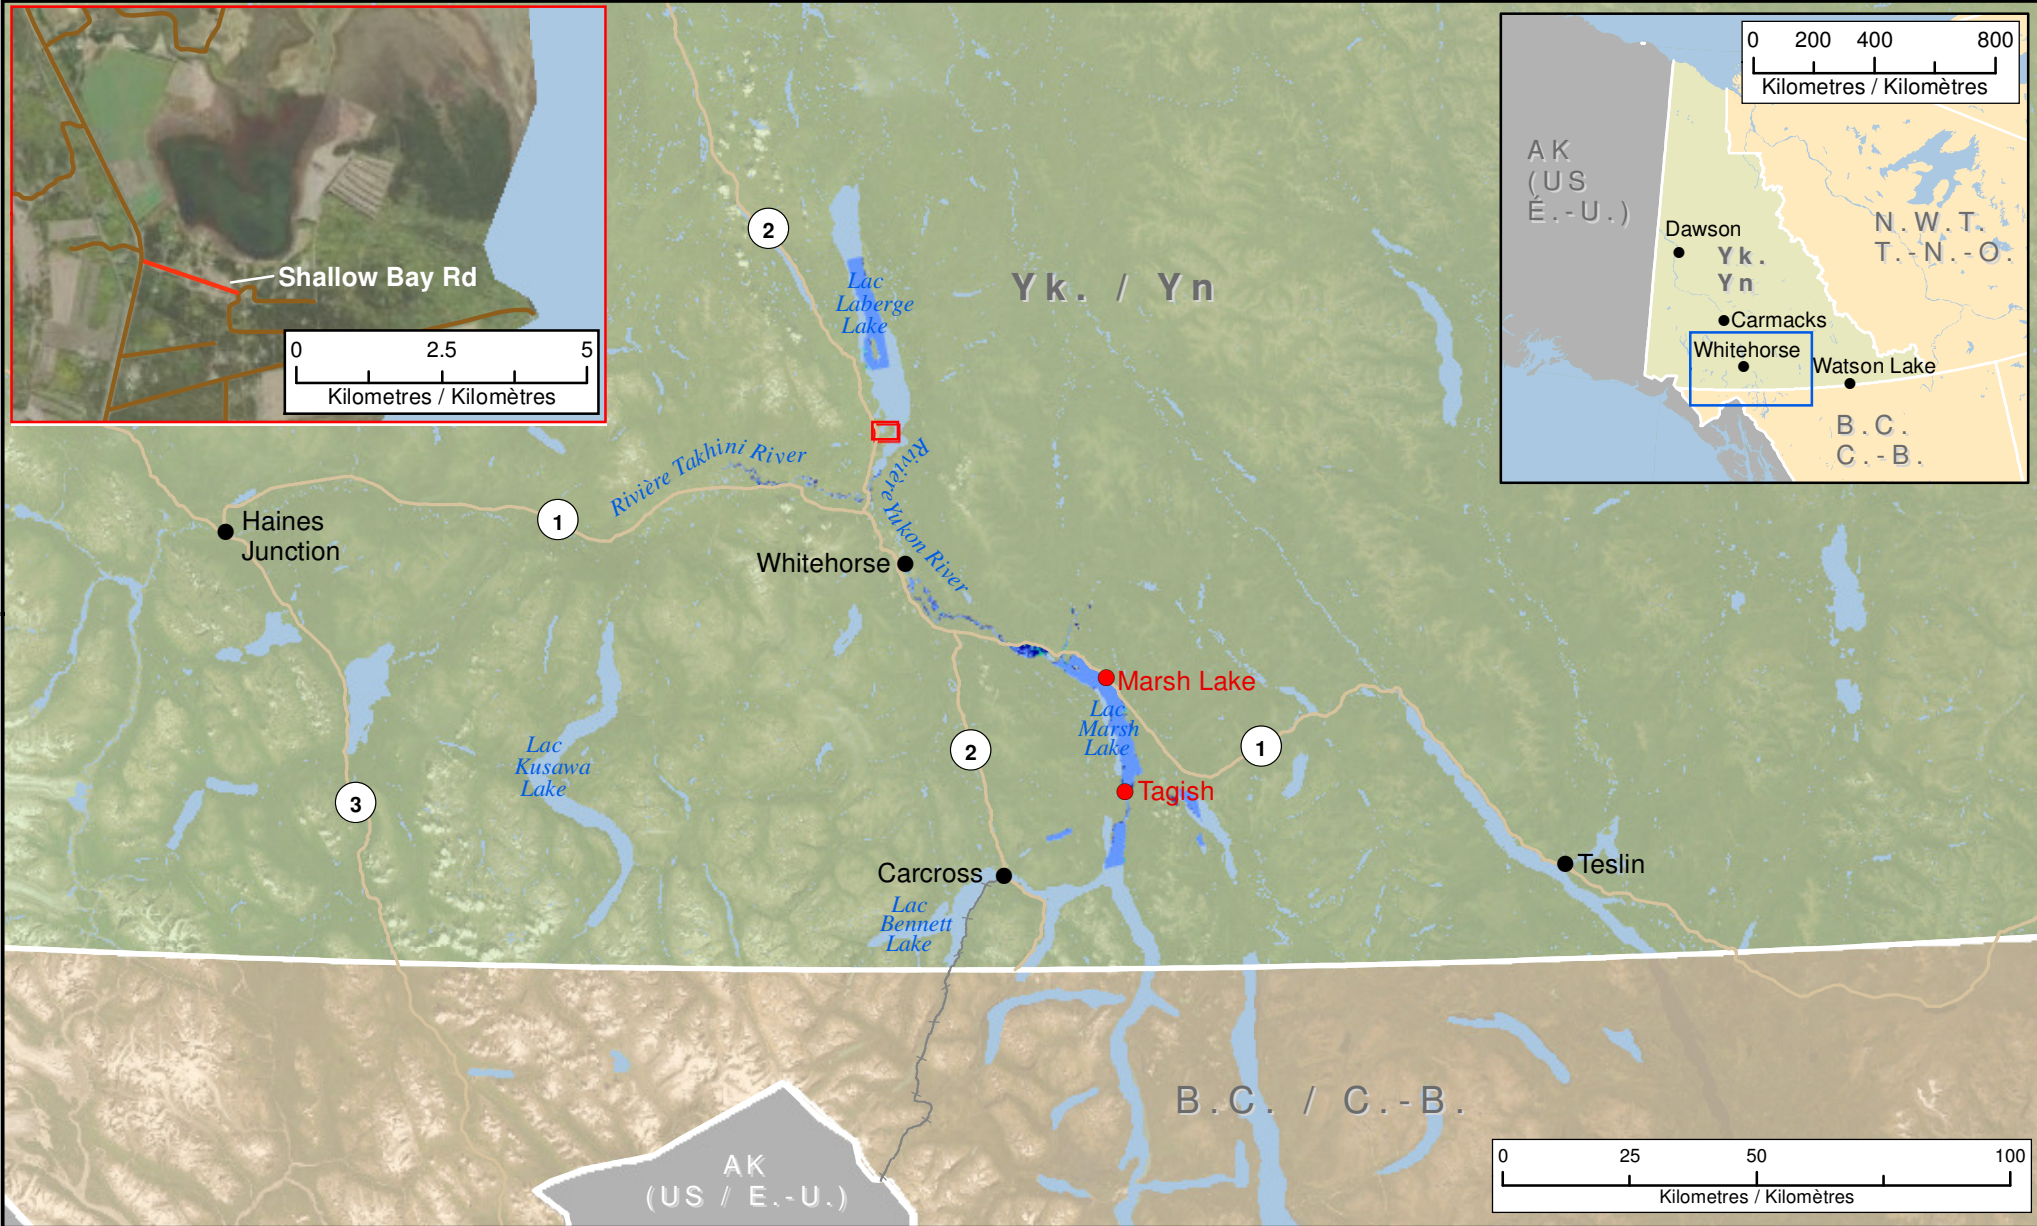 Shallow Bay Rd
0 2.5 5
Kilometres / Kilomètres
0 200 400 800
Kilometres / Kilomètres
AK
(US
É.-U.)
N.W.T.
T.-N.-O.
Dawson
Yk.
Yn
Carmacks
Whitehorse
Watson Lake
B.C.
C.-B.
2
Lac
Laberge
Lake
Yk. / Yn
Rivière Takhini River
Rivière Yukon River
1
Haines
Junction
Whitehorse
Marsh Lake
Lac
Marsh
Lake
2
1
Lac
Kusawa
Lake
3
Tagish
Carcross
Teslin
Lac
Bennett
Lake
B.C. / C.-B.
AK
(US / E.-U.)
0 25 50 100
Kilometres / Kilomètres